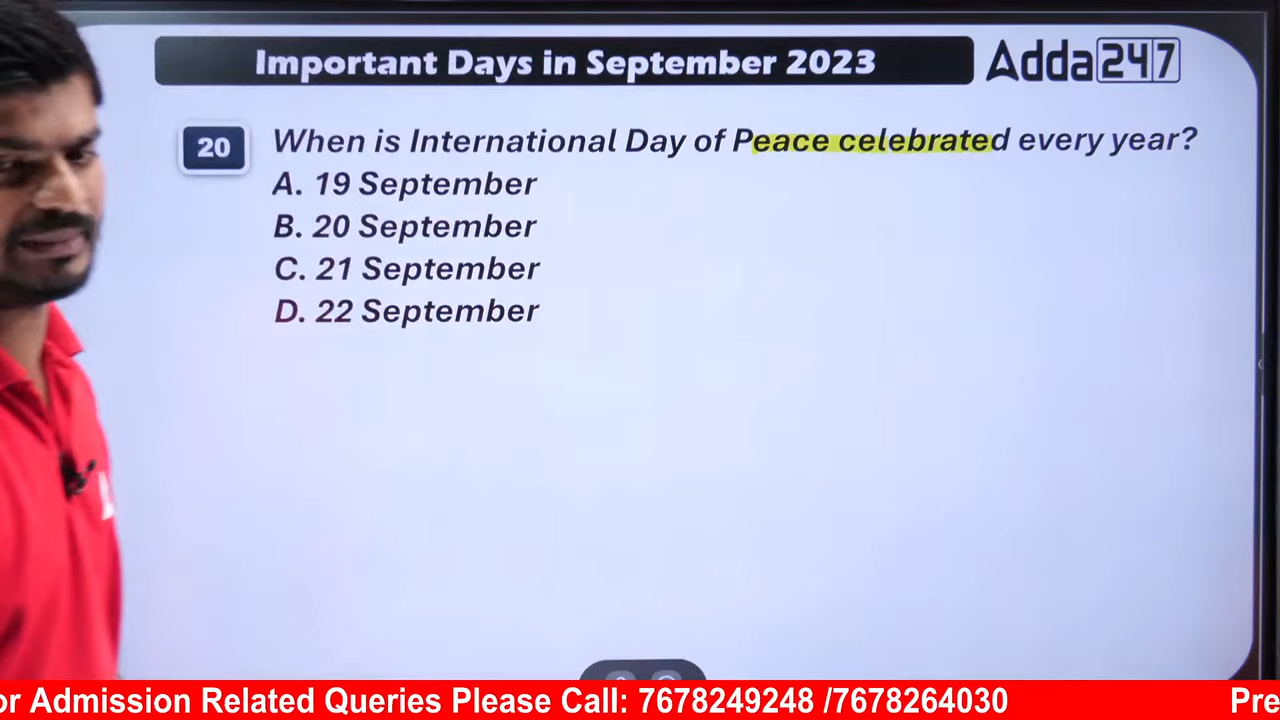 Important Days in September 2023
Adda247
20
When is International Day of Peace celebrated every year?
A. 19 September
B. 20 September
C. 21 September
D. 22 September
or Admission Related Queries Please Call: 7678249248 /7678264030 Pre